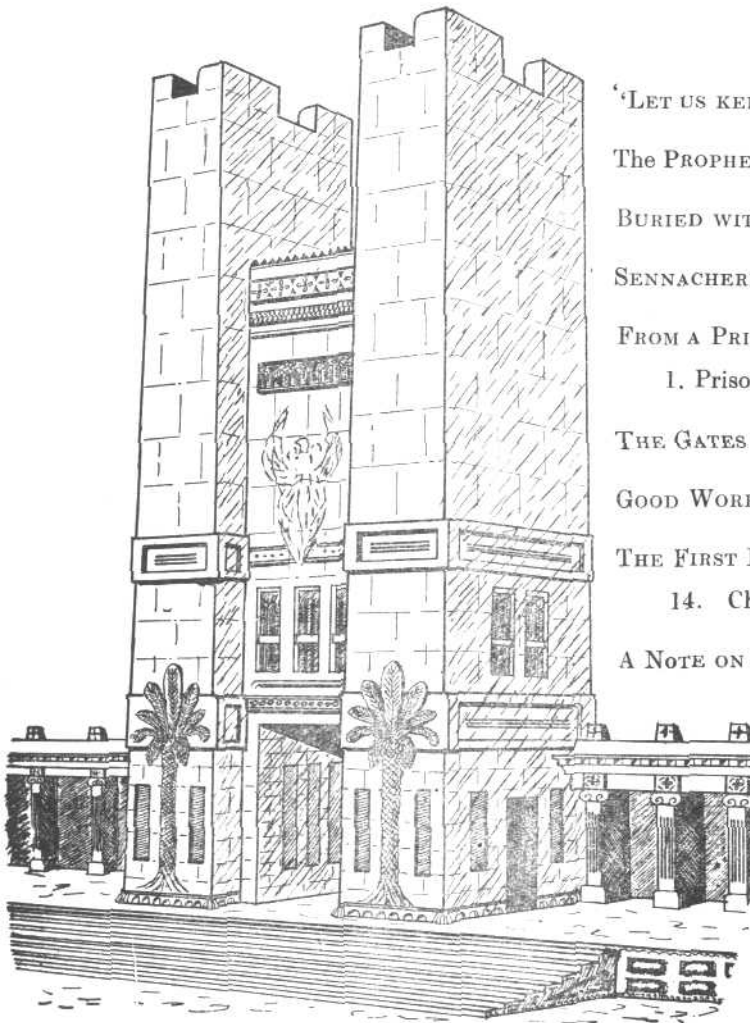 ‘LET US KE
The PROPHE
BURIED WIT
SENNACHER
FROM A PRI
1. Priso
THE GATES
GOOD WOR
THE FIRST
14. Ch
A NOTE ON